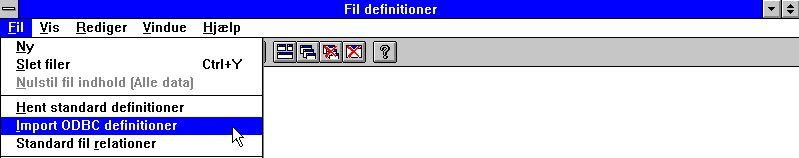 Fil definitioner
Fil Vis Rediger Vindue Hjælp
Ny
Slet filer Ctrl+Y
Nulstil fil indhold (Alle data)
Hent standard definitioner
Import ODBC definitioner
Standard fil relationer
?